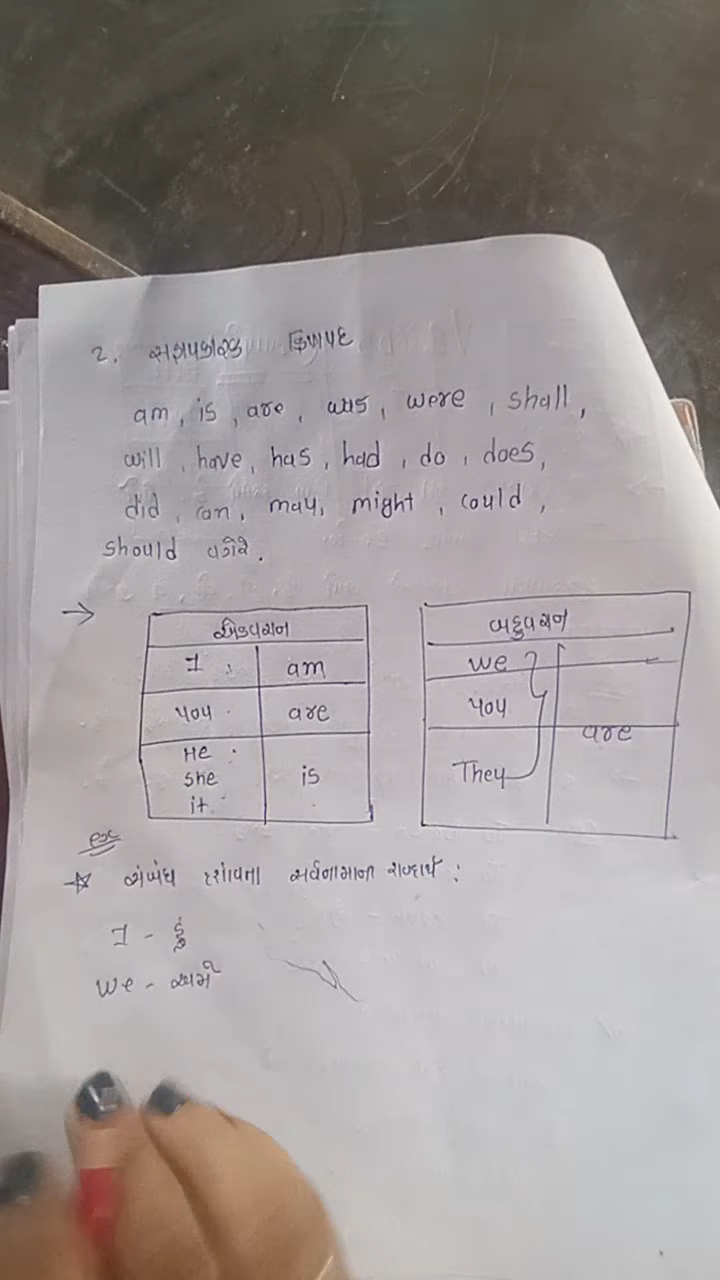 2. સહાયકારક ક્રિયાપદ
am, is, are, was, were, shall,
will, have, has, had, do, does,
did, can, may, might, could,
should વગેરે.
→
એકવચન
I am
you are
He
she is
it
બહુવચન
we
you are
They
ex
સંબંધ દર્શાવતા સર્વનામોના શબ્દાર્થ :
I - હું
we - અમે